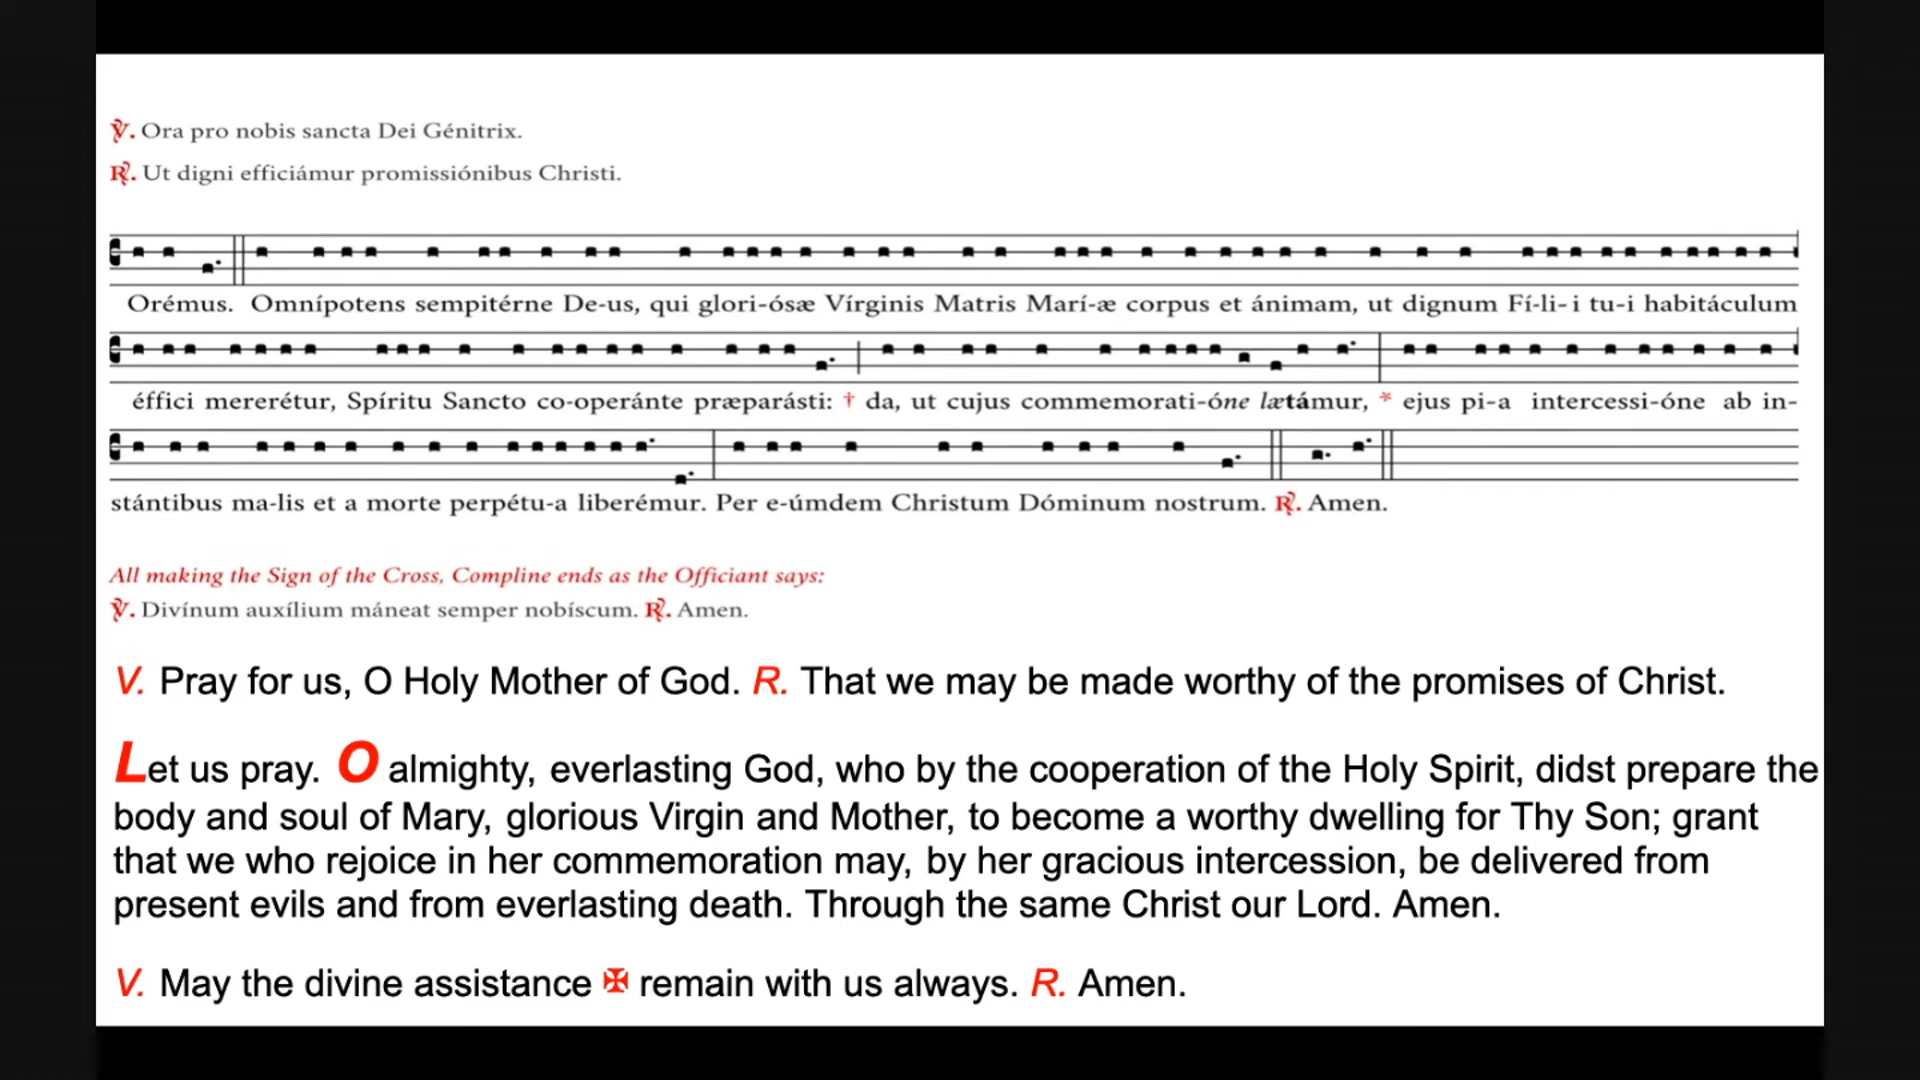 ℣. Ora pro nobis sancta Dei Génitrix.
℟. Ut digni efficiámur promissiónibus Christi.
Orémus. Omnípotens sempitérne De-us, qui glori-ósæ Vírginis Matris Marí-æ corpus et ánimam, ut dignum Fí-li-i tu-i habitáculum
éffici mererétur, Spíritu Sancto co-operánte præparásti: † da, ut cujus commemorati-óne lætámur, * ejus pi-a intercessi-óne ab in-
stántibus ma-lis et a morte perpétu-a liberémur. Per e-úmdem Christum Dóminum nostrum. ℟. Amen.
All making the Sign of the Cross, Compline ends as the Officiant says:
℣. Divínum auxílium máneat semper nobíscum. ℟. Amen.
V. Pray for us, O Holy Mother of God. R. That we may be made worthy of the promises of Christ.
Let us pray. O almighty, everlasting God, who by the cooperation of the Holy Spirit, didst prepare the
body and soul of Mary, glorious Virgin and Mother, to become a worthy dwelling for Thy Son; grant
that we who rejoice in her commemoration may, by her gracious intercession, be delivered from
present evils and from everlasting death. Through the same Christ our Lord. Amen.
V. May the divine assistance ✠ remain with us always. R. Amen.